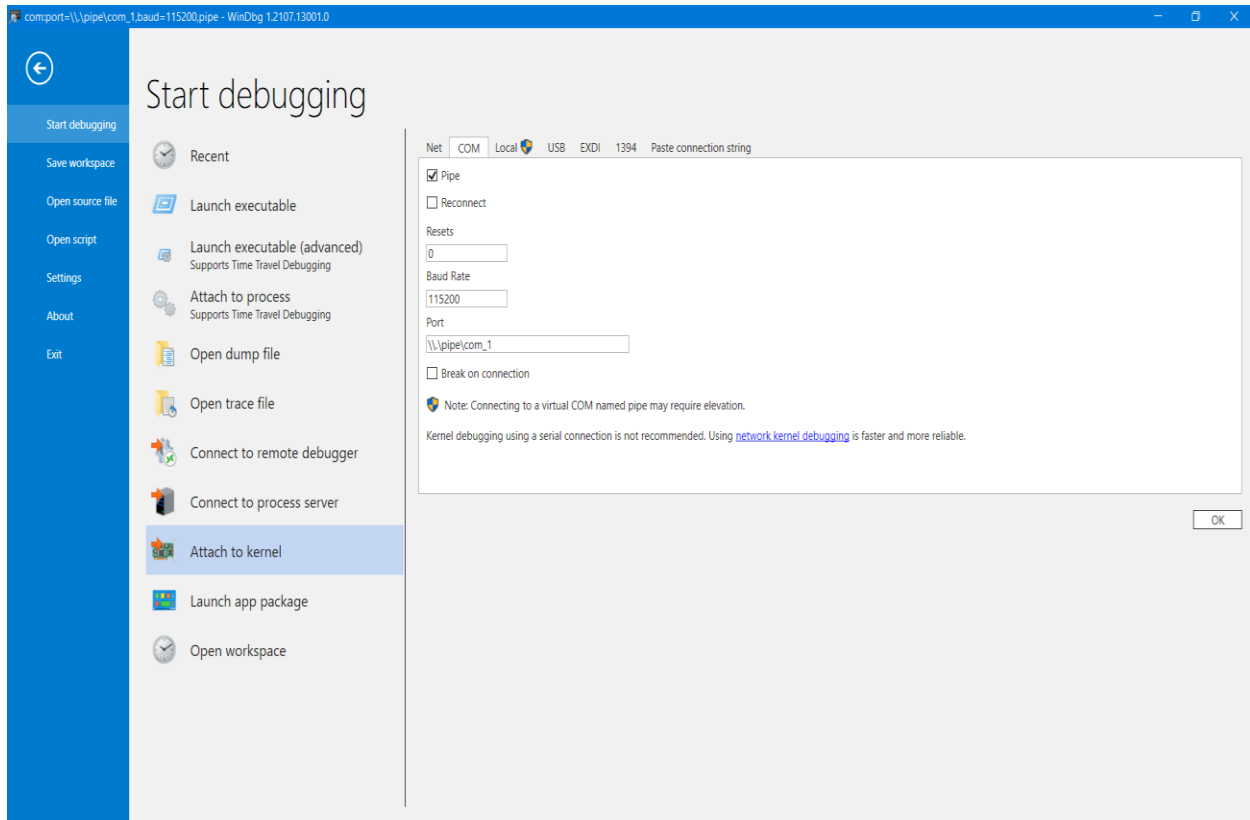 com:port=\\.\pipe\com_1,baud=115200,pipe - WinDbg 1.2107.13001.0
Start debugging
Save workspace
Open source file
Open script
Settings
About
Exit
Start debugging
Recent
Launch executable
Launch executable (advanced)
Supports Time Travel Debugging
Attach to process
Supports Time Travel Debugging
Open dump file
Open trace file
Connect to remote debugger
Connect to process server
Attach to kernel
Launch app package
Open workspace
Net COM Local USB EXDI 1394 Paste connection string
Pipe
Reconnect
Resets
0
Baud Rate
115200
Port
\\.\pipe\com_1
Break on connection
Note: Connecting to a virtual COM named pipe may require elevation.
Kernel debugging using a serial connection is not recommended. Using network kernel debugging is faster and more reliable.
OK